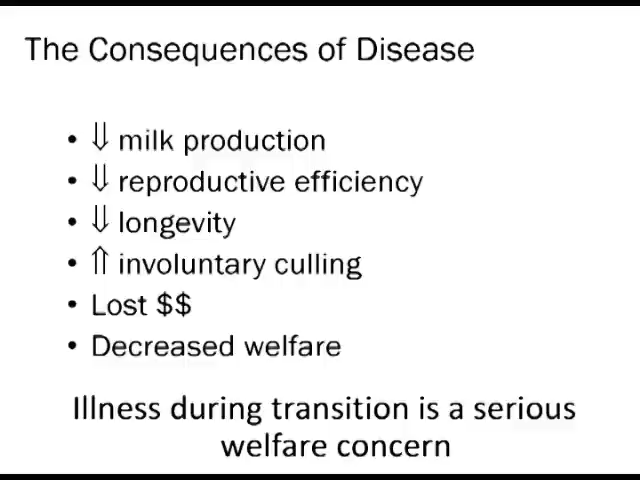 The Consequences of Disease
• ⇓ milk production
• ⇓ reproductive efficiency
• ⇓ longevity
• ⇑ involuntary culling
• Lost $$
• Decreased welfare
Illness during transition is a serious
welfare concern